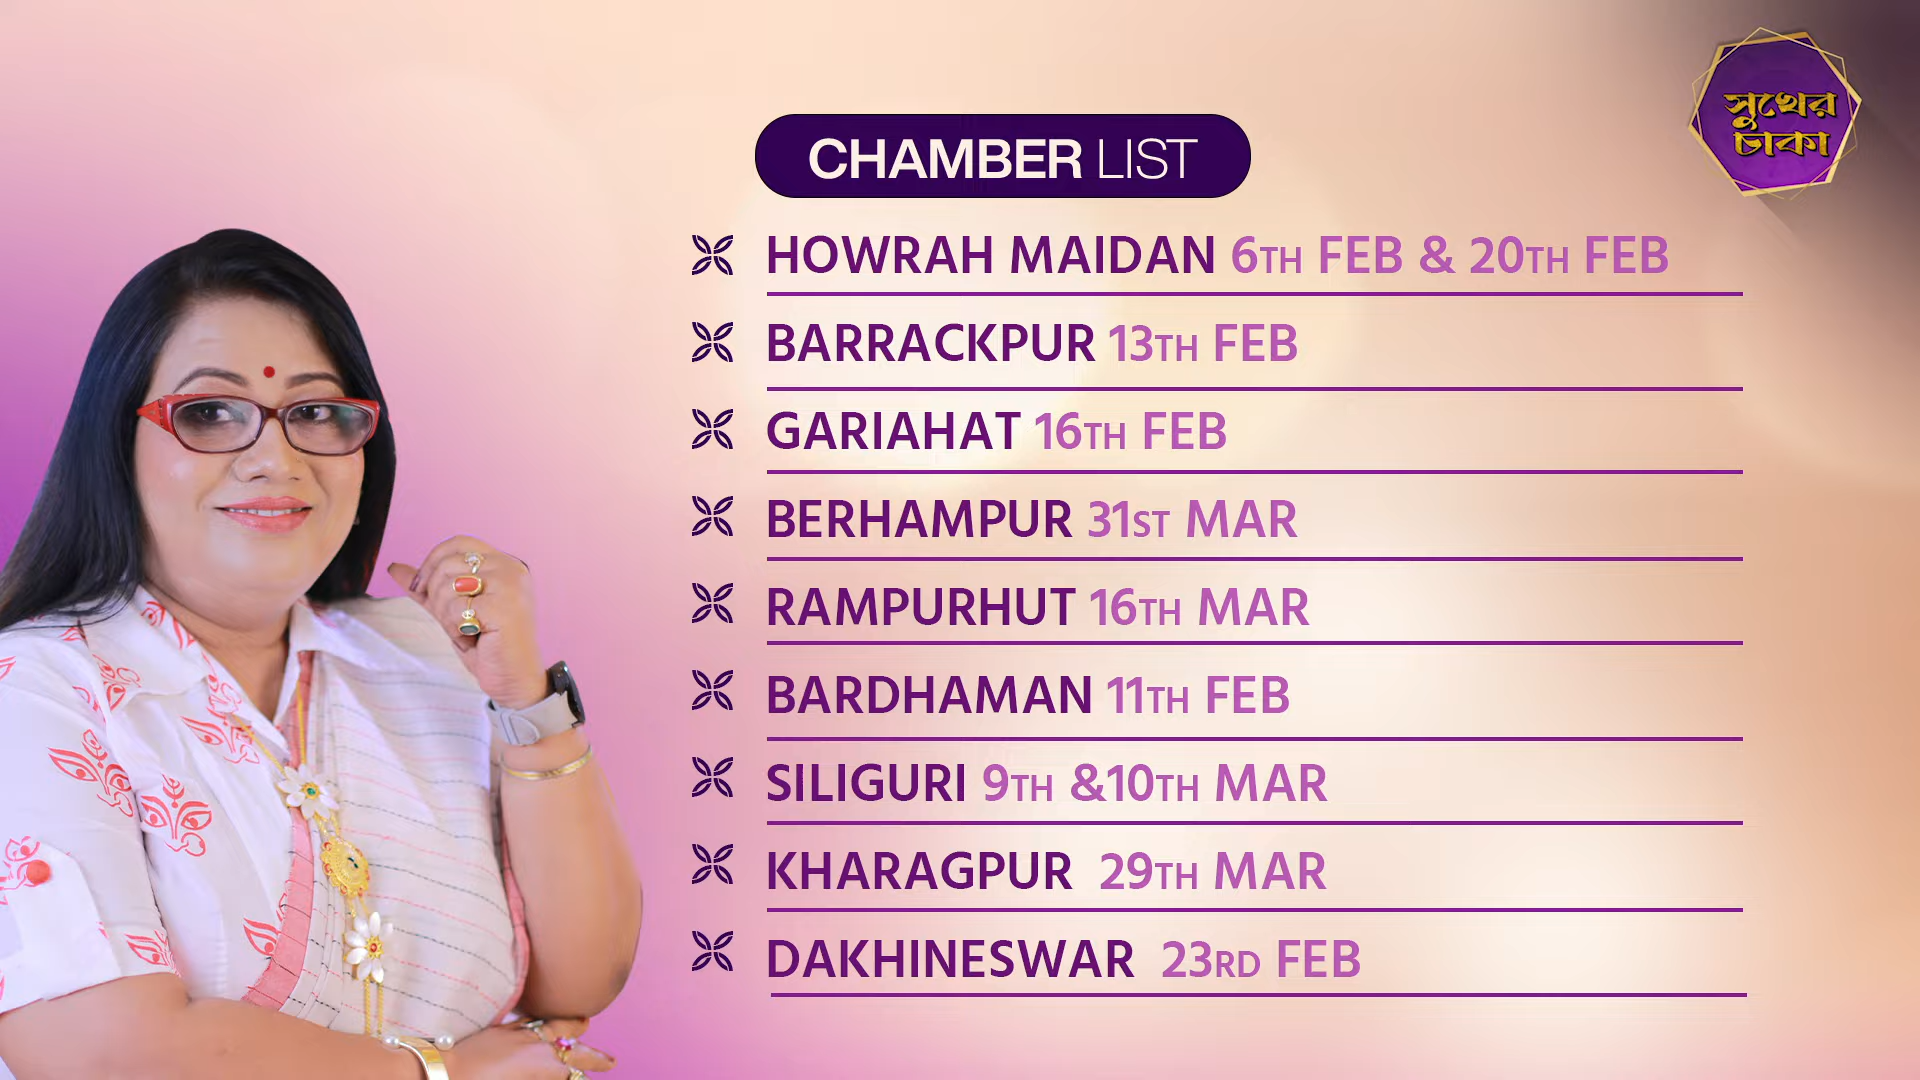 সুখের
চাকা
CHAMBER LIST
HOWRAH MAIDAN 6TH FEB & 20TH FEB
BARRACKPUR 13TH FEB
GARIAHAT 16TH FEB
BERHAMPUR 31ST MAR
RAMPURHUT 16TH MAR
BARDHAMAN 11TH FEB
SILIGURI 9TH &10TH MAR
KHARAGPUR 29TH MAR
DAKHINESWAR 23RD FEB